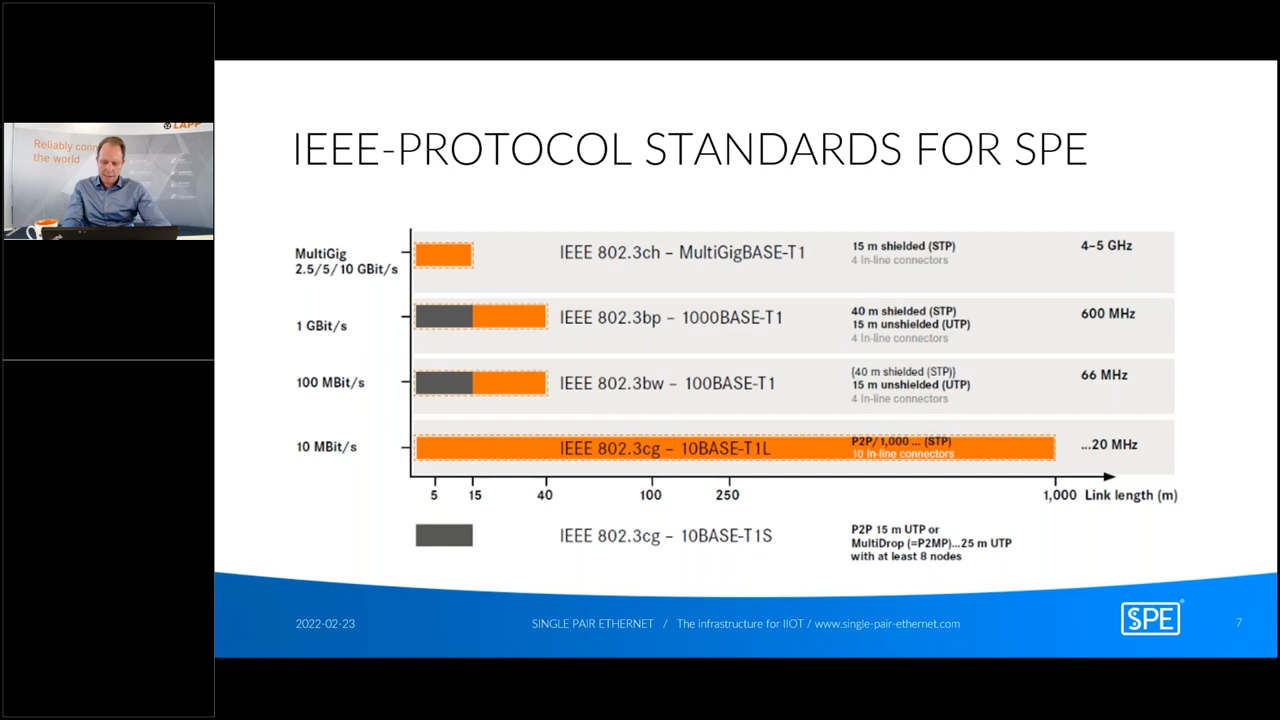 LAPP
Reliably conn
the world
IEEE-PROTOCOL STANDARDS FOR SPE
MultiGig
2.5/5/10 GBit/s
IEEE 802.3ch – MultiGigBASE-T1
15 m shielded (STP)
4 In-line connectors
4–5 GHz
1 GBit/s
IEEE 802.3bp – 1000BASE-T1
40 m shielded (STP)
15 m unshielded (UTP)
4 In-line connectors
600 MHz
100 MBit/s
IEEE 802.3bw – 100BASE-T1
{40 m shielded (STP)}
15 m unshielded (UTP)
4 In-line connectors
66 MHz
10 MBit/s
IEEE 802.3cg – 10BASE-T1L
P2P/1,000 ... (STP)
10 In-line connectors
...20 MHz
5 15 40 100 250 1,000 Link length (m)
IEEE 802.3cg – 10BASE-T1S
P2P 15 m UTP or
MultiDrop (=P2MP)...25 m UTP
with at least 8 nodes
2022-02-23
SINGLE PAIR ETHERNET / The infrastructure for IIOT / www.single-pair-ethernet.com
SPE®
7